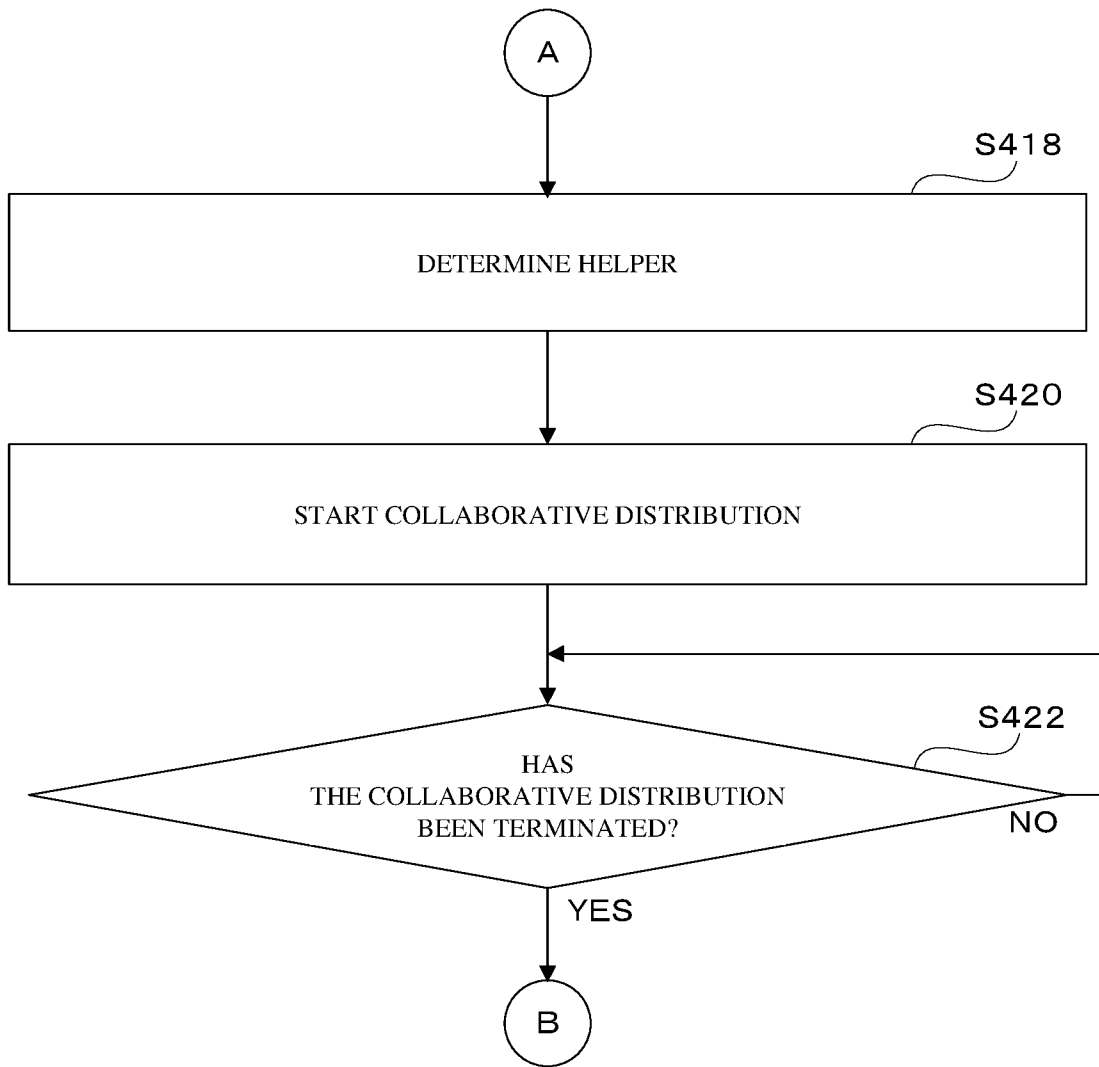 A
S418
DETERMINE HELPER
S420
START COLLABORATIVE DISTRIBUTION
S422
HAS
THE COLLABORATIVE DISTRIBUTION
BEEN TERMINATED?
NO
YES
B